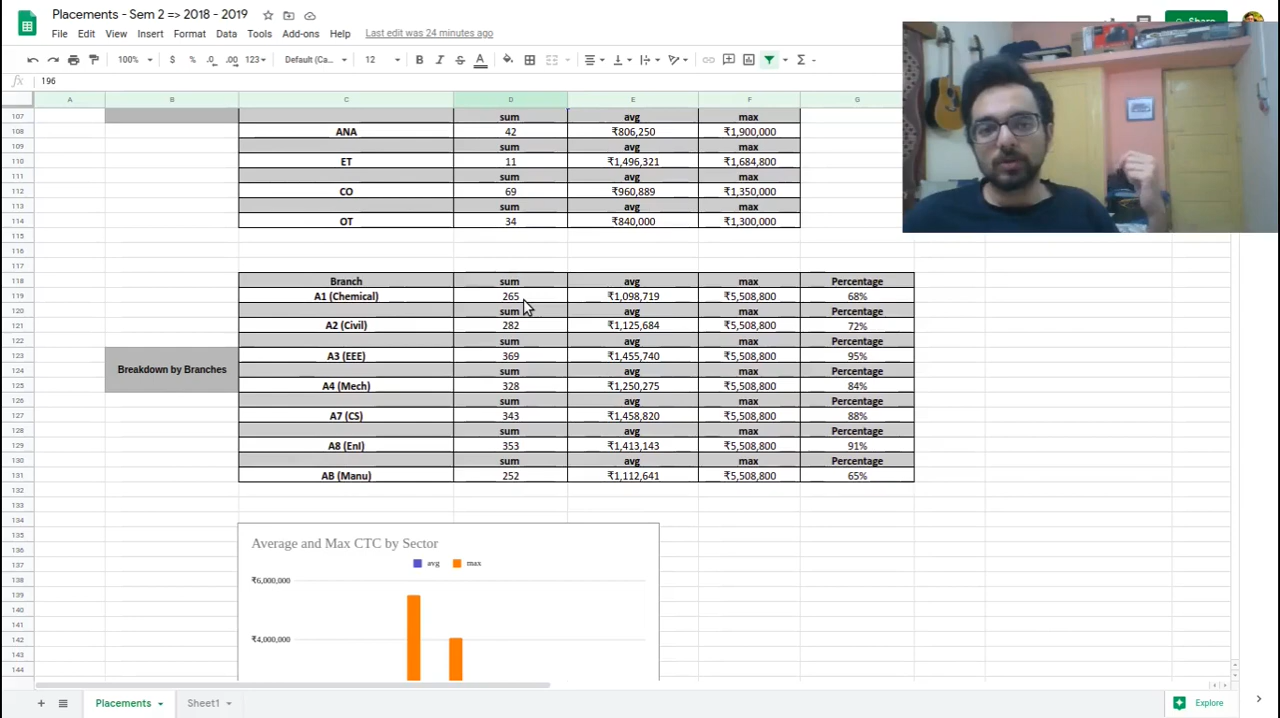 Placements - Sem 2 => 2018 - 2019
File Edit View Insert Format Data Tools Add-ons Help Last edit was 24 minutes ago
100% $ % .0 .00 123 Default (Ca... 12 B I S A
fx 196
A B C D E F G
107 sum avg max
108 ANA 42 ₹806,250 ₹1,900,000
109 sum avg max
110 ET 11 ₹1,496,321 ₹1,684,800
111 sum avg max
112 CO 69 ₹960,889 ₹1,350,000
113 sum avg max
114 OT 34 ₹840,000 ₹1,300,000
115
116
117
118 Branch sum avg max Percentage
119 A1 (Chemical) 265 ₹1,098,719 ₹5,508,800 68%
120 sum avg max Percentage
121 A2 (Civil) 282 ₹1,125,684 ₹5,508,800 72%
122 sum avg max Percentage
123 A3 (EEE) 369 ₹1,455,740 ₹5,508,800 95%
124 Breakdown by Branches sum avg max Percentage
125 A4 (Mech) 328 ₹1,250,275 ₹5,508,800 84%
126 sum avg max Percentage
127 A7 (CS) 343 ₹1,458,820 ₹5,508,800 88%
128 sum avg max Percentage
129 A8 (EnI) 353 ₹1,413,143 ₹5,508,800 91%
130 sum avg max Percentage
131 AB (Manu) 252 ₹1,112,641 ₹5,508,800 65%
132
133
134
135 Average and Max CTC by Sector
136 avg max
137 ₹6,000,000
138
139
140
141 ₹4,000,000
142
143
144
Placements Sheet1 Explore